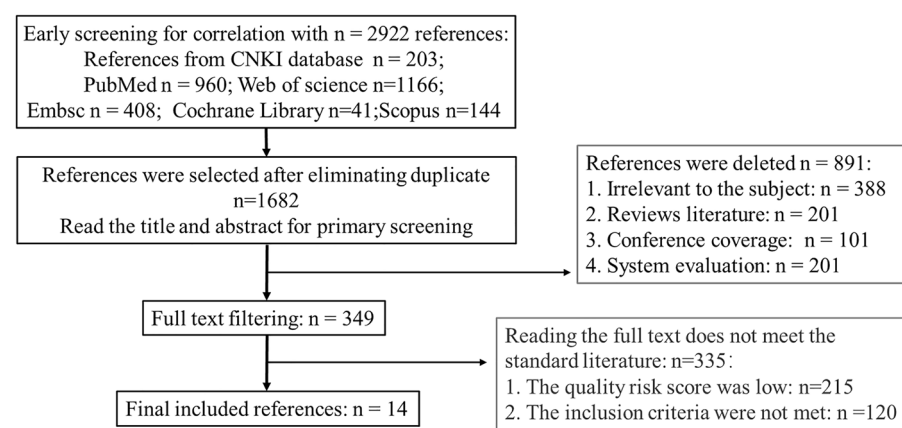 Early screening for correlation with n = 2922 references:
References from CNKI database n = 203;
PubMed n = 960; Web of science n=1166;
Embsc n = 408; Cochrane Library n=41;Scopus n=144
References were selected after eliminating duplicate
n=1682
Read the title and abstract for primary screening
References were deleted n = 891:
1. Irrelevant to the subject: n = 388
2. Reviews literature: n = 201
3. Conference coverage: n = 101
4. System evaluation: n = 201
Full text filtering: n = 349
Reading the full text does not meet the
standard literature: n=335:
1. The quality risk score was low: n=215
2. The inclusion criteria were not met: n =120
Final included references: n = 14